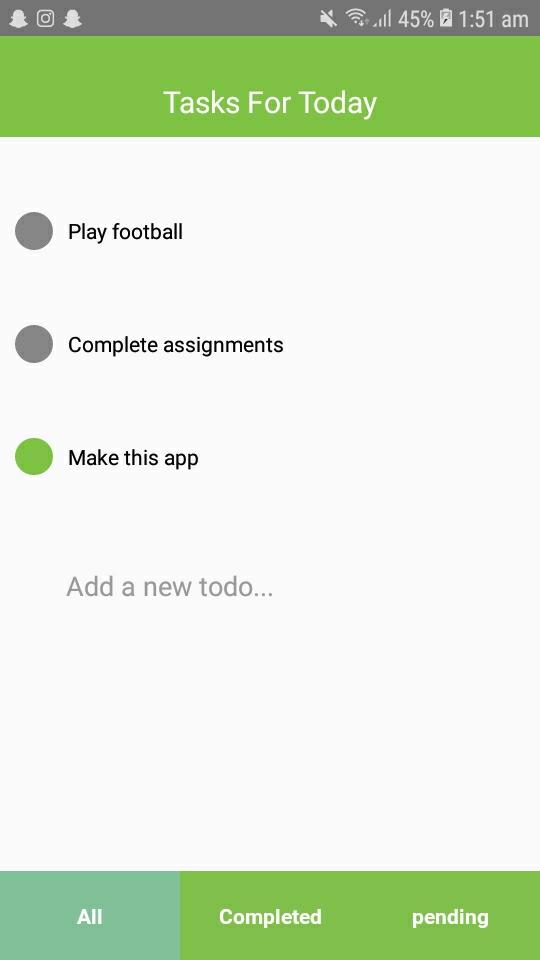 45% 1:51 am
Tasks For Today
Play football
Complete assignments
Make this app
Add a new todo...
All Completed pending